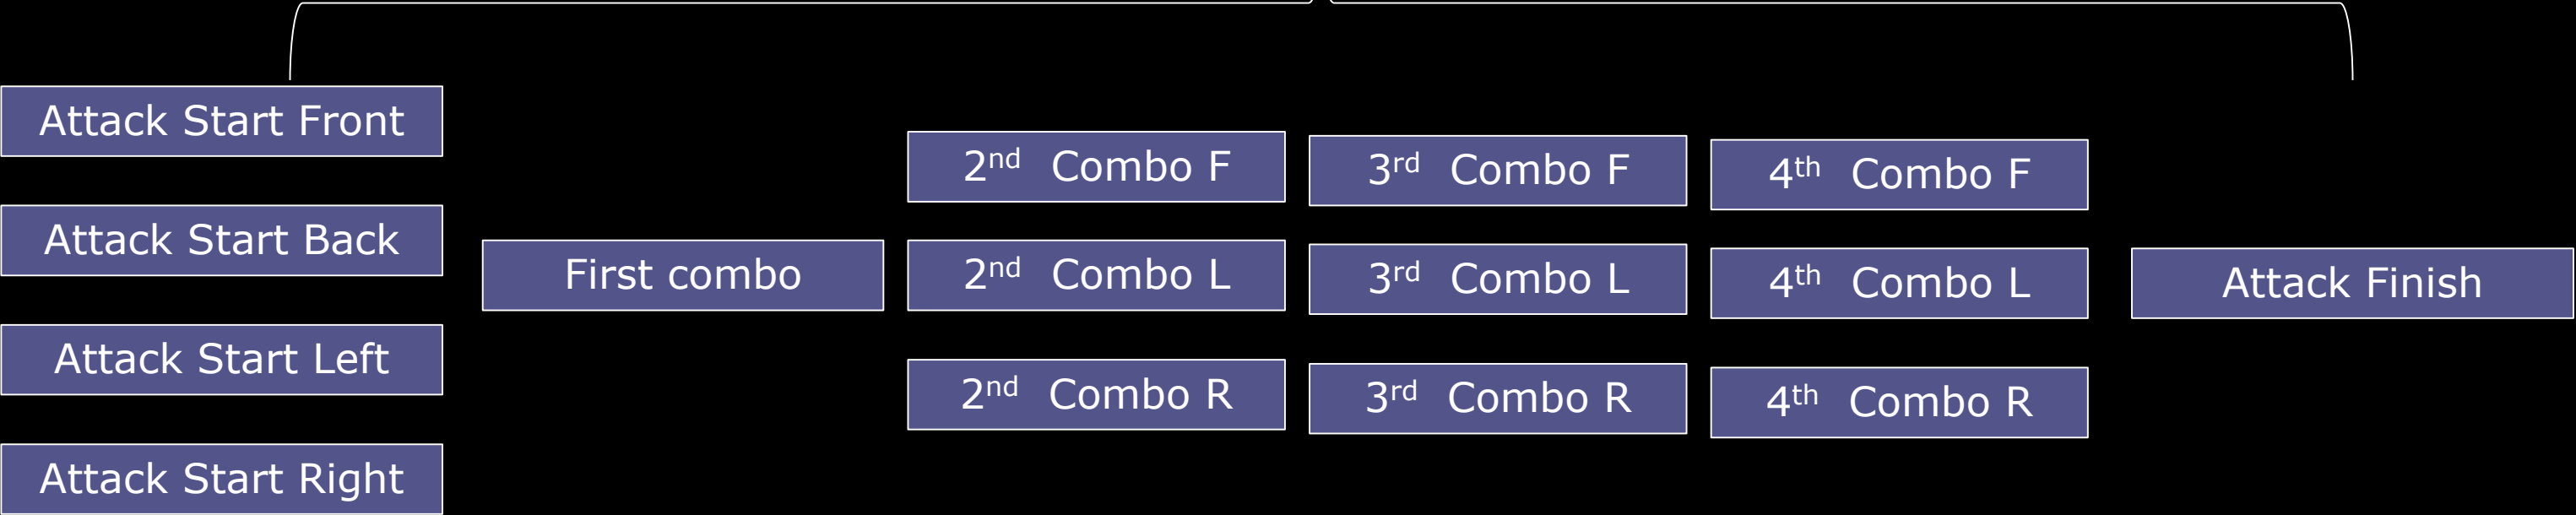 Attack Start Front
Attack Start Back
Attack Start Left
Attack Start Right
First combo
2nd Combo F
2nd Combo L
2nd Combo R
3rd Combo F
3rd Combo L
3rd Combo R
4th Combo F
4th Combo L
4th Combo R
Attack Finish